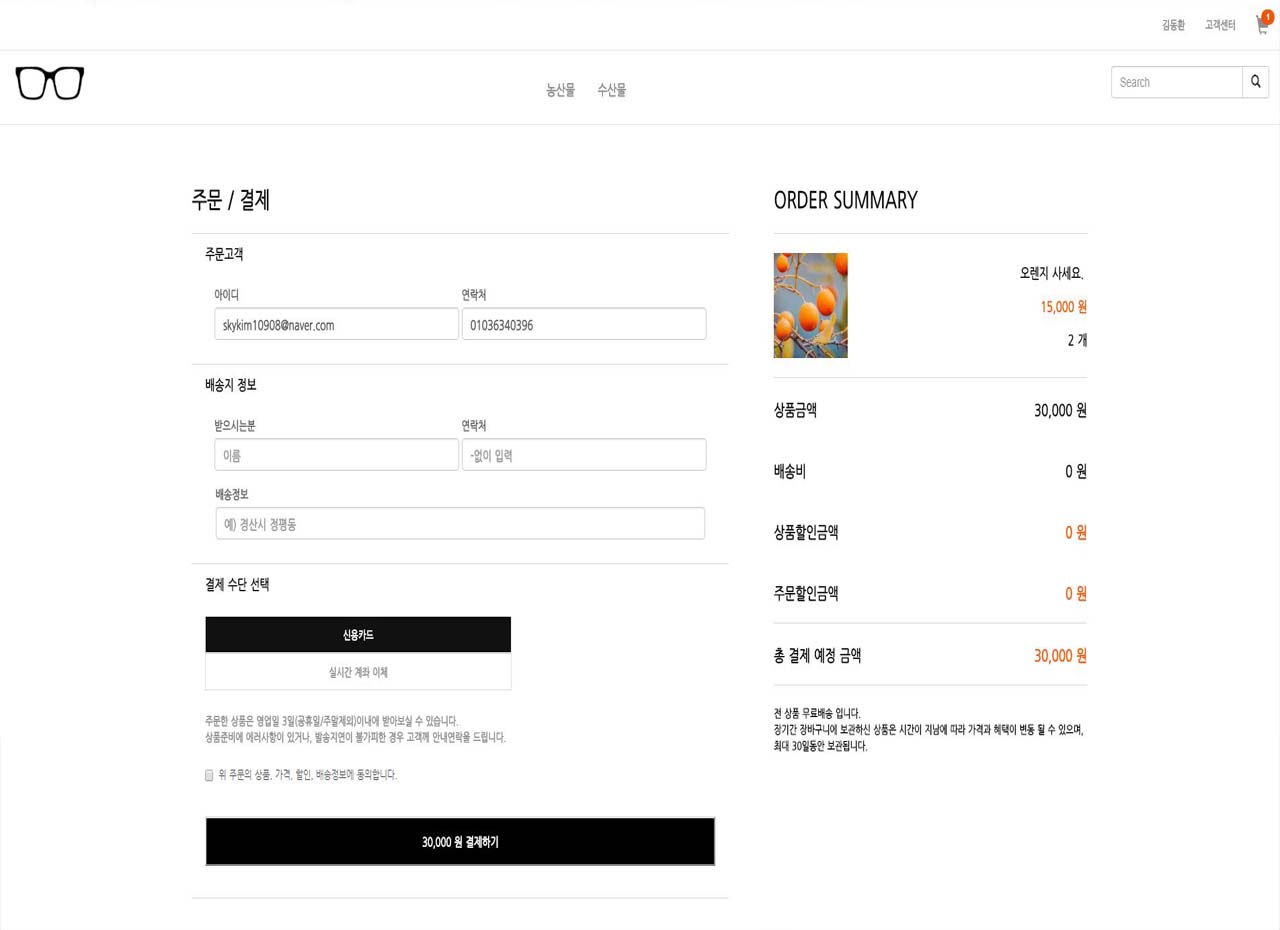 김동환 고객센터 1
농산물 수산물 Search
주문 / 결제
주문고객
아이디 연락처
skykim10908@naver.com 01036340396
배송지 정보
받으시는분 연락처
이름 -없이 입력
배송정보
예) 경산시 정평동
결제 수단 선택
신용카드
실시간 계좌 이체
주문한 상품은 영업일 3일(공휴일/주말제외)이내에 받아보실 수 있습니다.
상품준비에 에러사항이 있거나, 발송지연이 불가피한 경우 고객께 안내연락을 드립니다.
위 주문의 상품, 가격, 할인, 배송정보에 동의합니다.
30,000 원 결제하기
ORDER SUMMARY
오렌지 사세요.
15,000 원
2 개
상품금액 30,000 원
배송비 0 원
상품할인금액 0 원
주문할인금액 0 원
총 결제 예정 금액 30,000 원
전 상품 무료배송 입니다.
장기간 장바구니에 보관하신 상품은 시간이 지남에 따라 가격과 혜택이 변동 될 수 있으며,
최대 30일동안 보관됩니다.